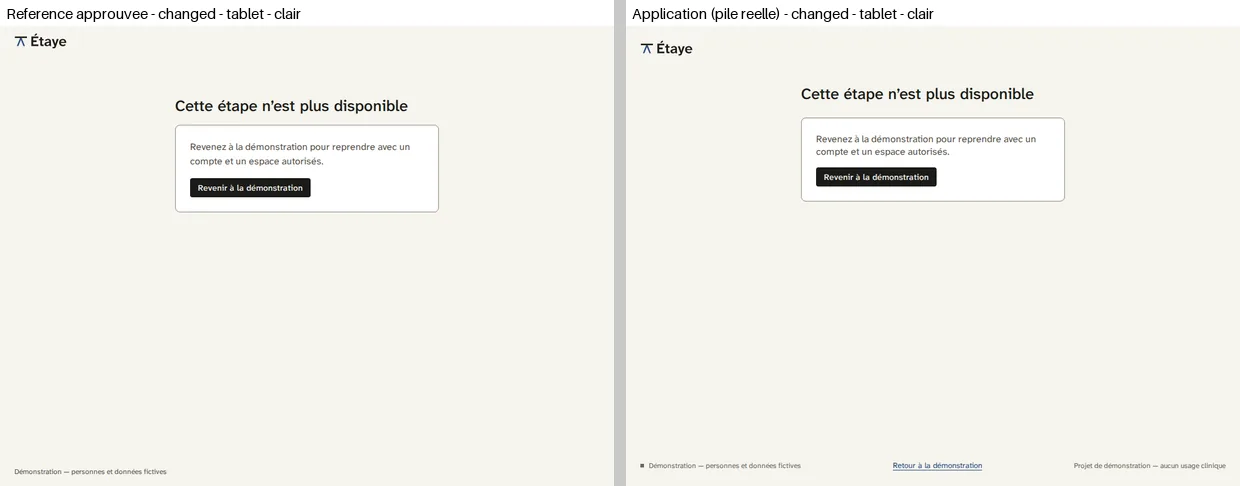 Reference approuvee - changed - tablet - clair
Étaye
Cette étape n’est plus disponible
Revenez à la démonstration pour reprendre avec un
compte et un espace autorisés.
Revenir à la démonstration
Démonstration — personnes et données fictives
Application (pile reelle) - changed - tablet - clair
Étaye
Cette étape n’est plus disponible
Revenez à la démonstration pour reprendre avec un
compte et un espace autorisés.
Revenir à la démonstration
Démonstration — personnes et données fictives
Retour à la démonstration
Projet de démonstration — aucun usage clinique